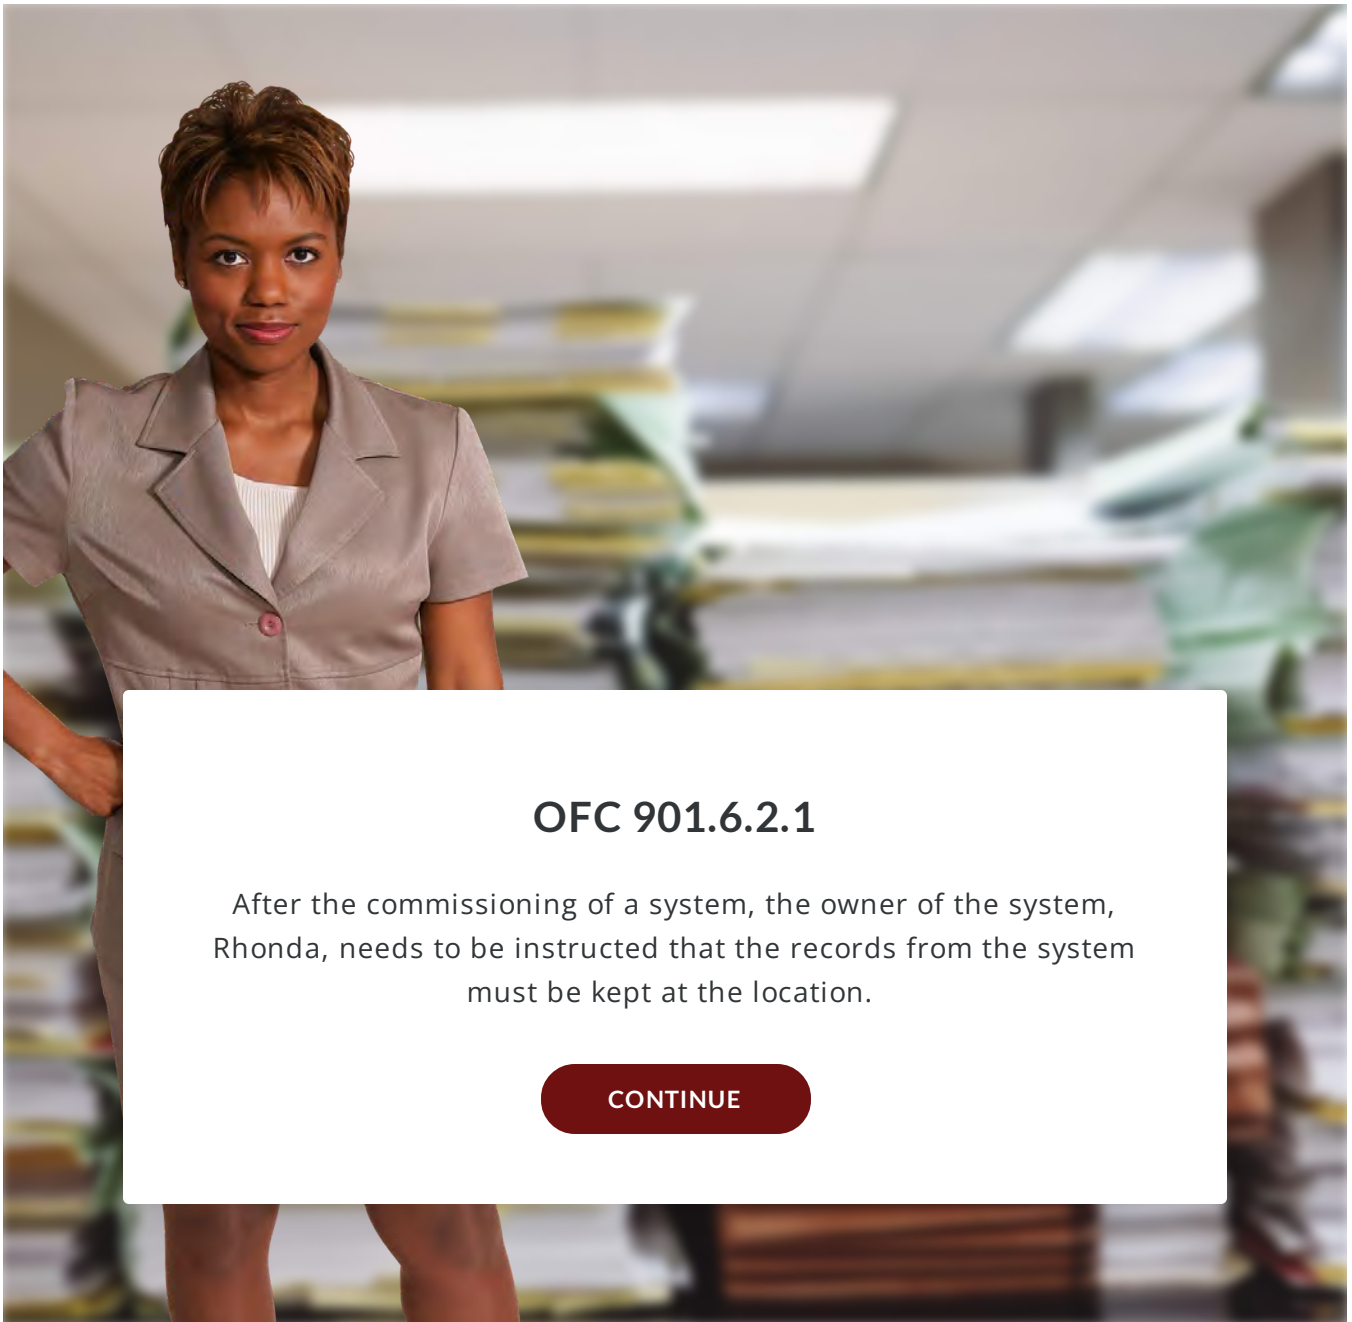 OFC 901.6.2.1
After the commissioning of a system, the owner of the system,
Rhonda, needs to be instructed that the records from the system
must be kept at the location.
CONTINUE